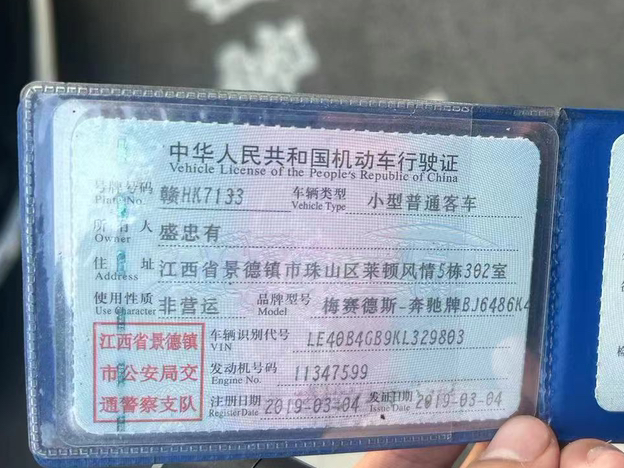 中华人民共和国机动车行驶证
Vehicle License of the People's Republic of China
号牌号码 赣HK7133 车辆类型 小型普通客车
Plate No. Vehicle Type
所有人 盛忠有
Owner
住址 江西省景德镇市珠山区莱顿风情5栋302室
Address
使用性质 非营运 品牌型号 梅赛德斯-奔驰牌BJ6486K4
Use Character Model
江西省景德镇
市公安局交
通警察支队
车辆识别代号 LE40B4GB9KL329803
VIN
发动机号码 11347599
Engine No.
注册日期 2019-03-04 发证日期 2019-03-04
Register Date Issue Date